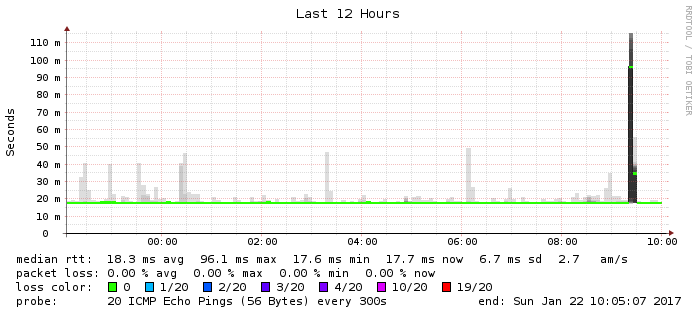 Last 12 Hours
RRDTOOL / TOBI OETIKER
Seconds
110 m
100 m
90 m
80 m
70 m
60 m
50 m
40 m
30 m
20 m
10 m
0
00:00 02:00 04:00 06:00 08:00 10:00
median rtt: 18.3 ms avg 96.1 ms max 17.6 ms min 17.7 ms now 6.7 ms sd 2.7 am/s
packet loss: 0.00 % avg 0.00 % max 0.00 % min 0.00 % now
loss color: 0 1/20 2/20 3/20 4/20 10/20 19/20
probe: 20 ICMP Echo Pings (56 Bytes) every 300s end: Sun Jan 22 10:05:07 2017